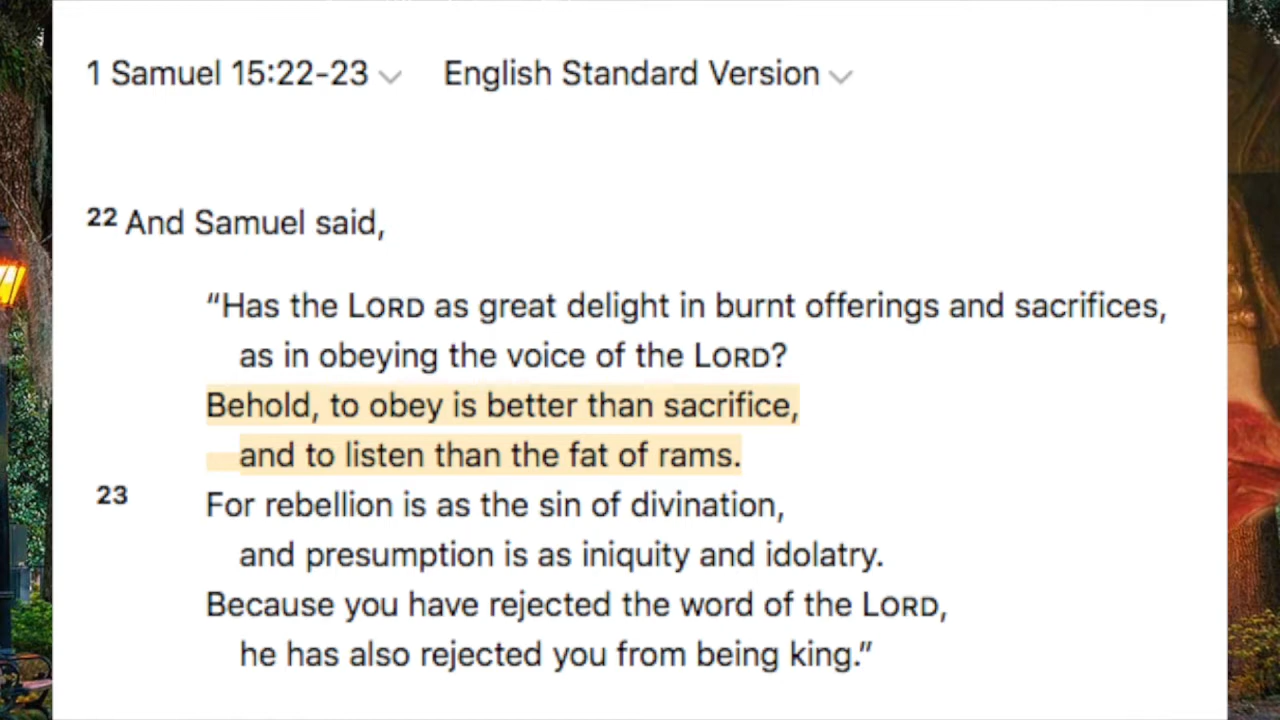 1 Samuel 15:22-23 English Standard Version
22 And Samuel said,
“Has the LORD as great delight in burnt offerings and sacrifices,
as in obeying the voice of the LORD?
Behold, to obey is better than sacrifice,
and to listen than the fat of rams.
23 For rebellion is as the sin of divination,
and presumption is as iniquity and idolatry.
Because you have rejected the word of the LORD,
he has also rejected you from being king.”